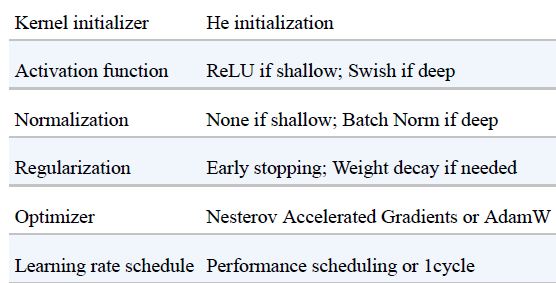 Kernel initializer He initialization
Activation function ReLU if shallow; Swish if deep
Normalization None if shallow; Batch Norm if deep
Regularization Early stopping; Weight decay if needed
Optimizer Nesterov Accelerated Gradients or AdamW
Learning rate schedule Performance scheduling or 1cycle